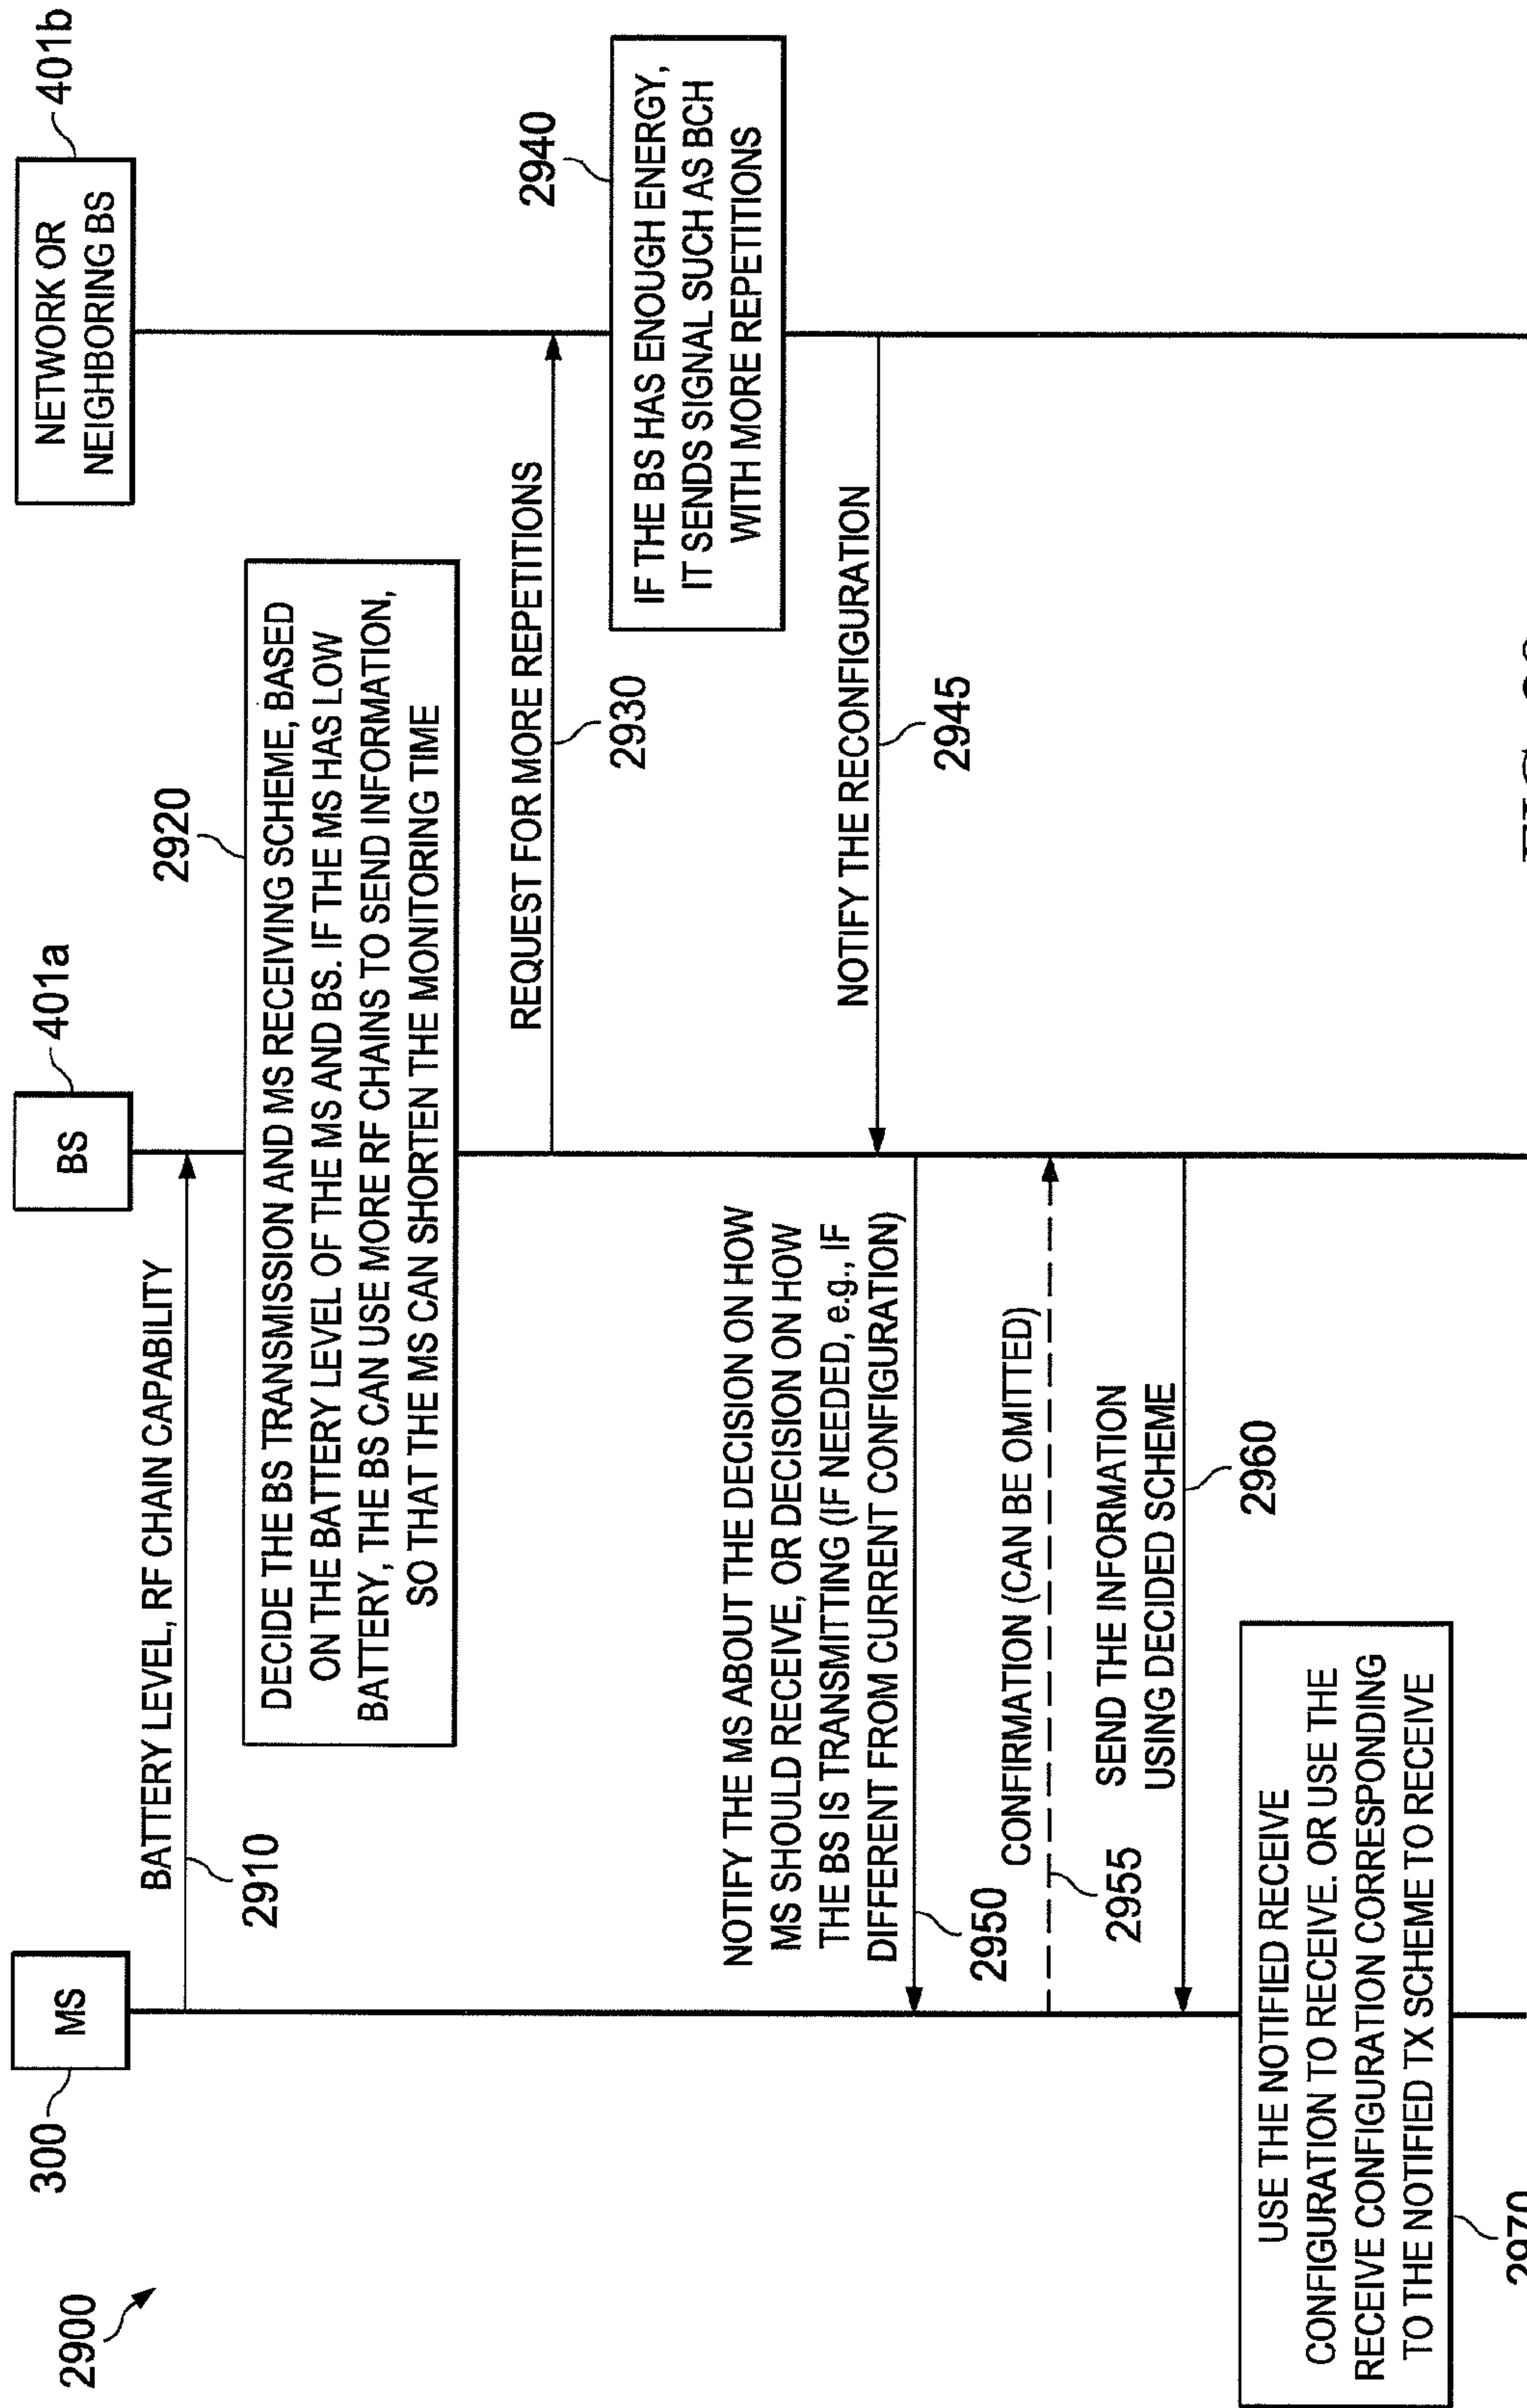 2900
300
MS
BS
401a
NETWORK OR
NEIGHBORING BS
401b
BATTERY LEVEL, RF CHAIN CAPABILITY
2910
2920
DECIDE THE BS TRANSMISSION AND MS RECEIVING SCHEME, BASED
ON THE BATTERY LEVEL OF THE MS AND BS. IF THE MS HAS LOW
BATTERY, THE BS CAN USE MORE RF CHAINS TO SEND INFORMATION,
SO THAT THE MS CAN SHORTEN THE MONITORING TIME
REQUEST FOR MORE REPETITIONS
2930
2940
IF THE BS HAS ENOUGH ENERGY,
IT SENDS SIGNAL SUCH AS BCH
WITH MORE REPETITIONS
NOTIFY THE RECONFIGURATION
2945
NOTIFY THE MS ABOUT THE DECISION ON HOW
MS SHOULD RECEIVE, OR DECISION ON HOW
THE BS IS TRANSMITTING (IF NEEDED, e.g., IF
DIFFERENT FROM CURRENT CONFIGURATION)
2950
CONFIRMATION (CAN BE OMITTED)
2955
SEND THE INFORMATION
USING DECIDED SCHEME
2960
USE THE NOTIFIED RECEIVE
CONFIGURATION TO RECEIVE. OR USE THE
RECEIVE CONFIGURATION CORRESPONDING
TO THE NOTIFIED TX SCHEME TO RECEIVE
2970